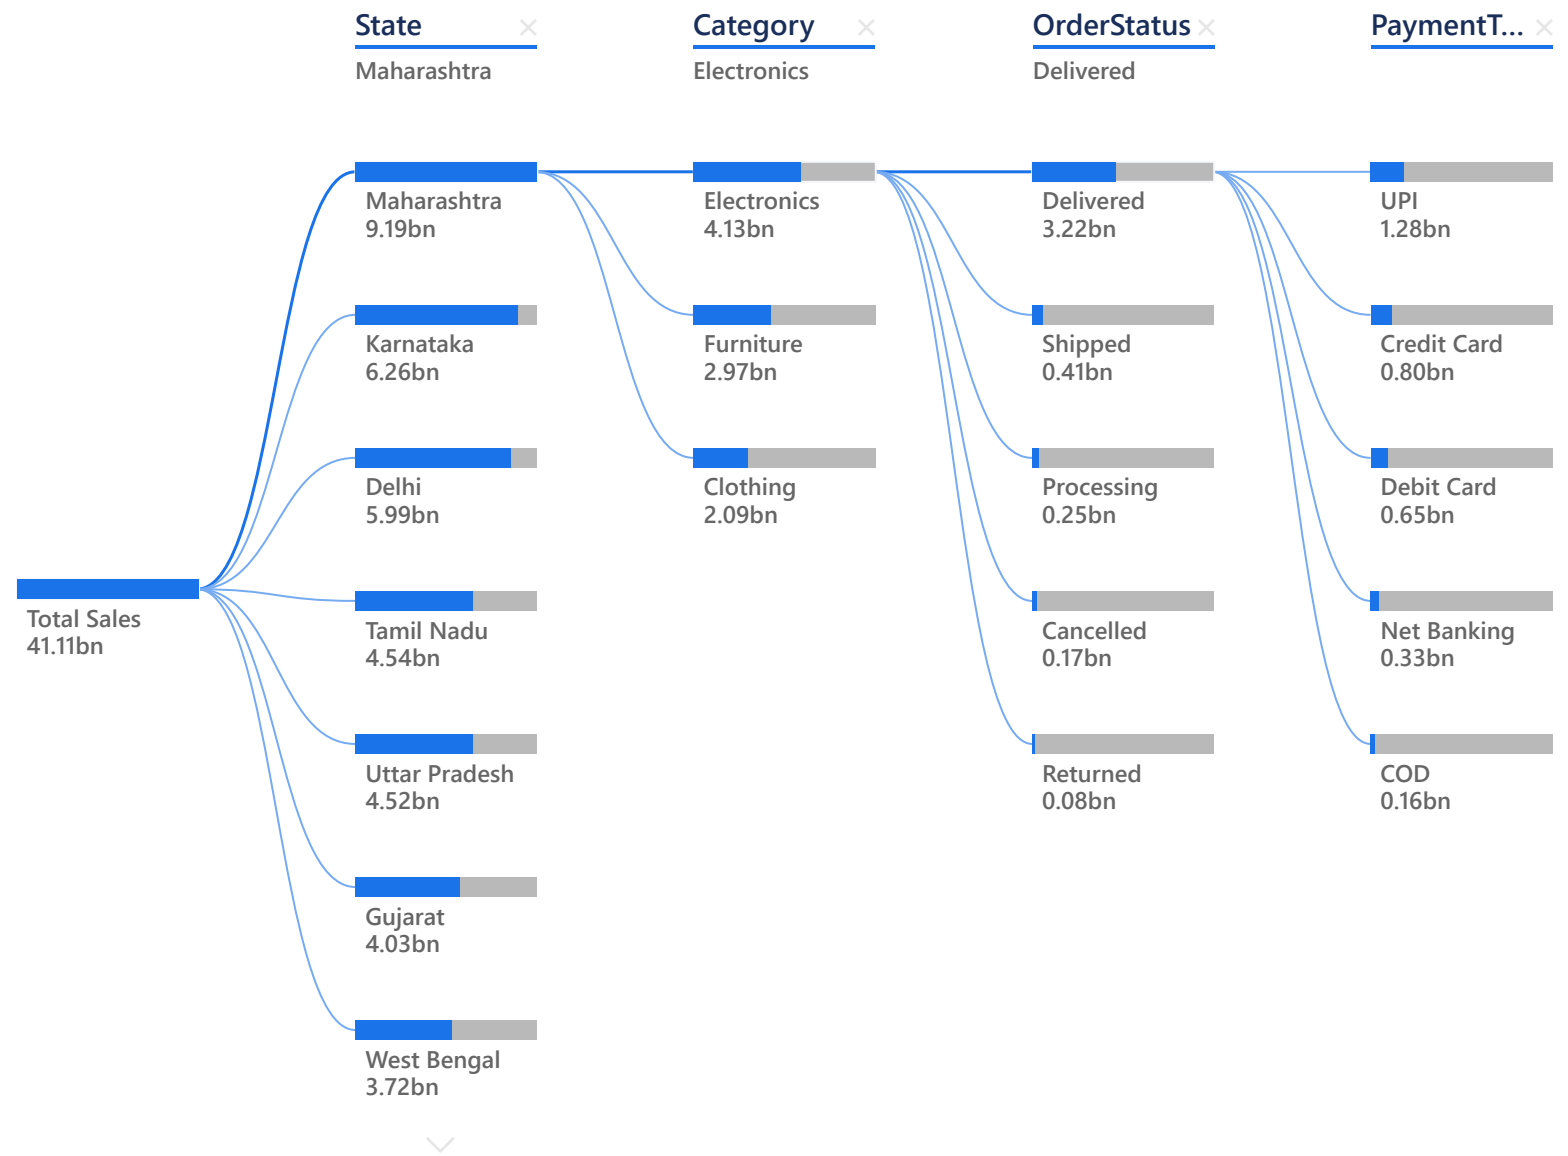 State
Maharashtra
Category
Electronics
OrderStatus
Delivered
PaymentT...
Total Sales
41.11bn
Maharashtra
9.19bn
Karnataka
6.26bn
Delhi
5.99bn
Tamil Nadu
4.54bn
Uttar Pradesh
4.52bn
Gujarat
4.03bn
West Bengal
3.72bn
Electronics
4.13bn
Furniture
2.97bn
Clothing
2.09bn
Delivered
3.22bn
Shipped
0.41bn
Processing
0.25bn
Cancelled
0.17bn
Returned
0.08bn
UPI
1.28bn
Credit Card
0.80bn
Debit Card
0.65bn
Net Banking
0.33bn
COD
0.16bn